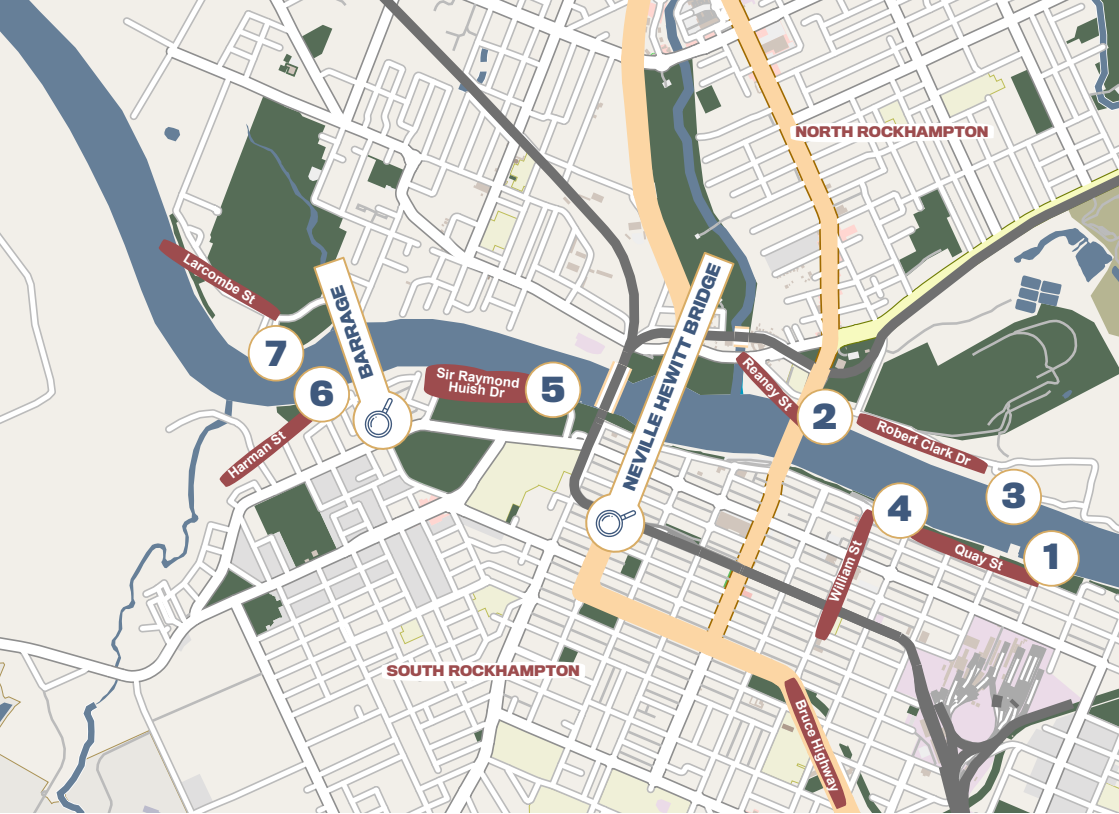 NORTH ROCKHAMPTON
Larcombe St
BARRAGE
NEVILLE HEWITT BRIDGE
7
6
Sir Raymond
Huish Dr
5
Reaney St
2
Robert Clark Dr
Harman St
3
4
William St
Quay St
1
SOUTH ROCKHAMPTON
Bruce Highway